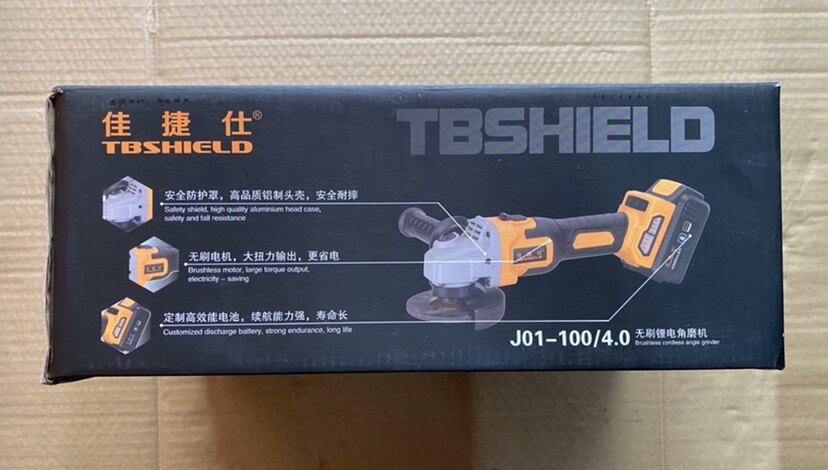 佳捷仕®
TBSHIELD
TBSHIELD
安全防护罩，高品质铝制头壳，安全耐摔
Safety shield, high quality aluminium head case,
safety and fall resistance
无刷电机，大扭力输出，更省电
Brushless motor, large torque output,
electricity - saving
定制高效能电池，续航能力强，寿命长
Customized discharge battery, strong endurance, long life
佳捷仕
J01-100/4.0 无刷锂电角磨机
Brushless cordless angle grinder